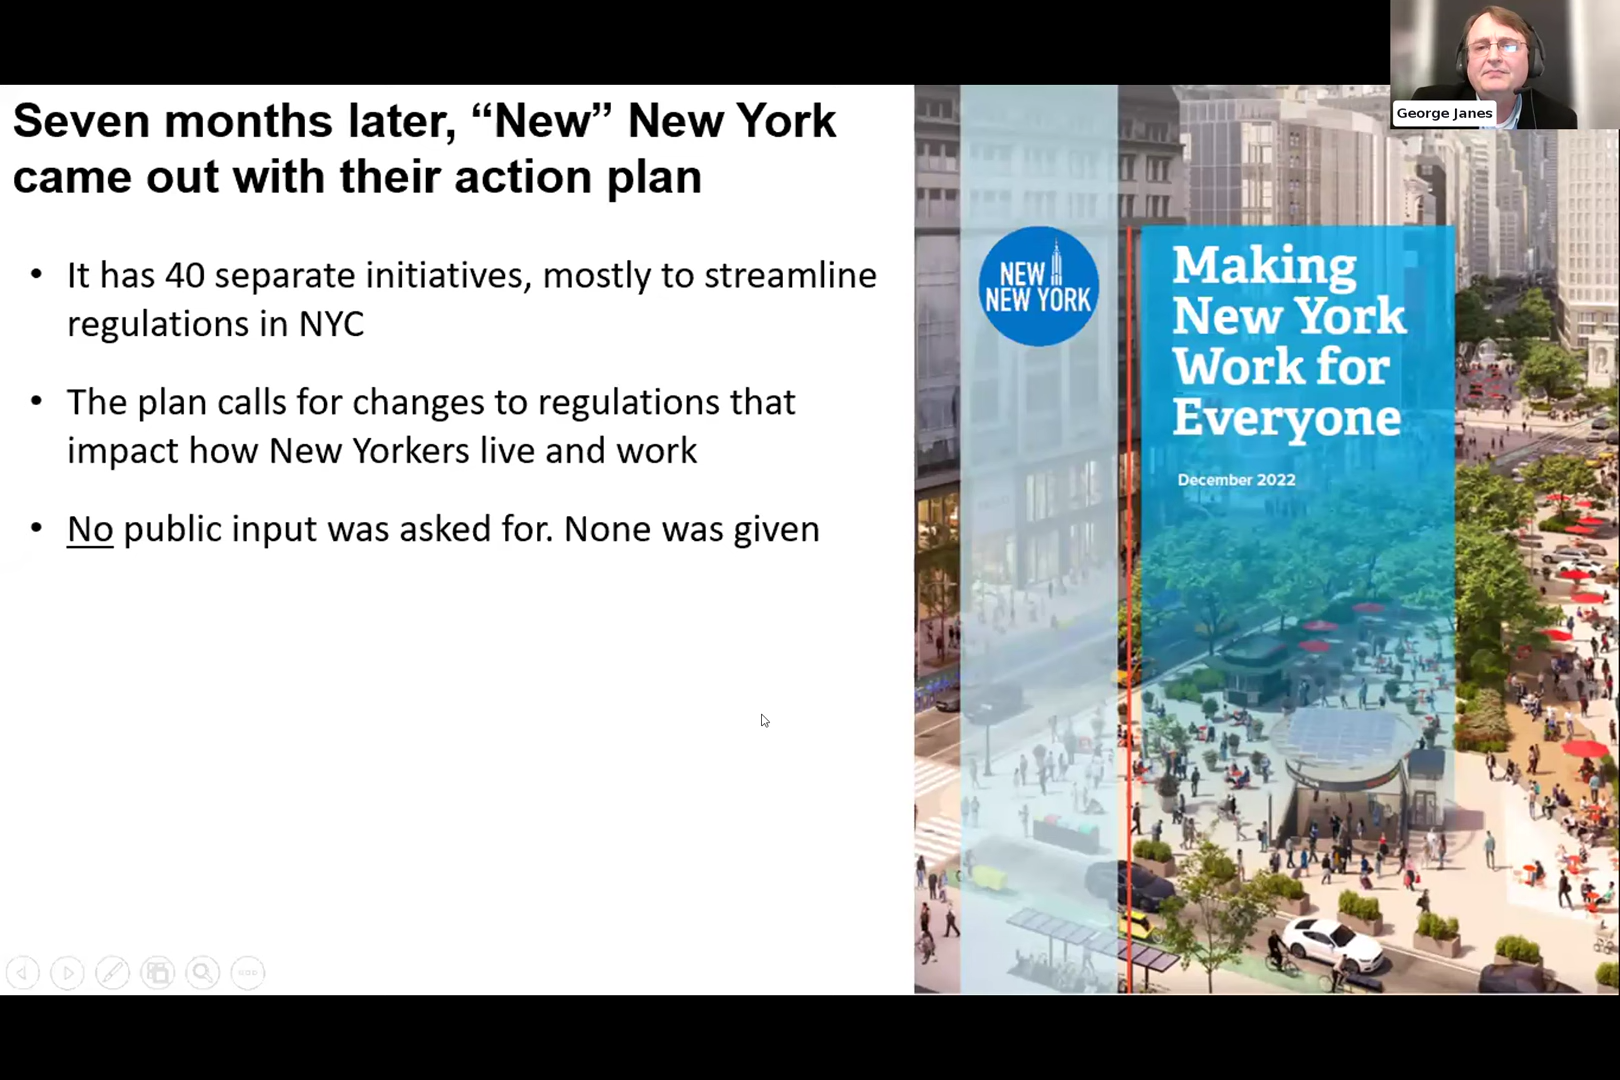 George Janes
Seven months later, “New” New York
came out with their action plan
• It has 40 separate initiatives, mostly to streamline
regulations in NYC
• The plan calls for changes to regulations that
impact how New Yorkers live and work
• No public input was asked for. None was given
NEW
NEW YORK
Making
New York
Work for
Everyone
December 2022